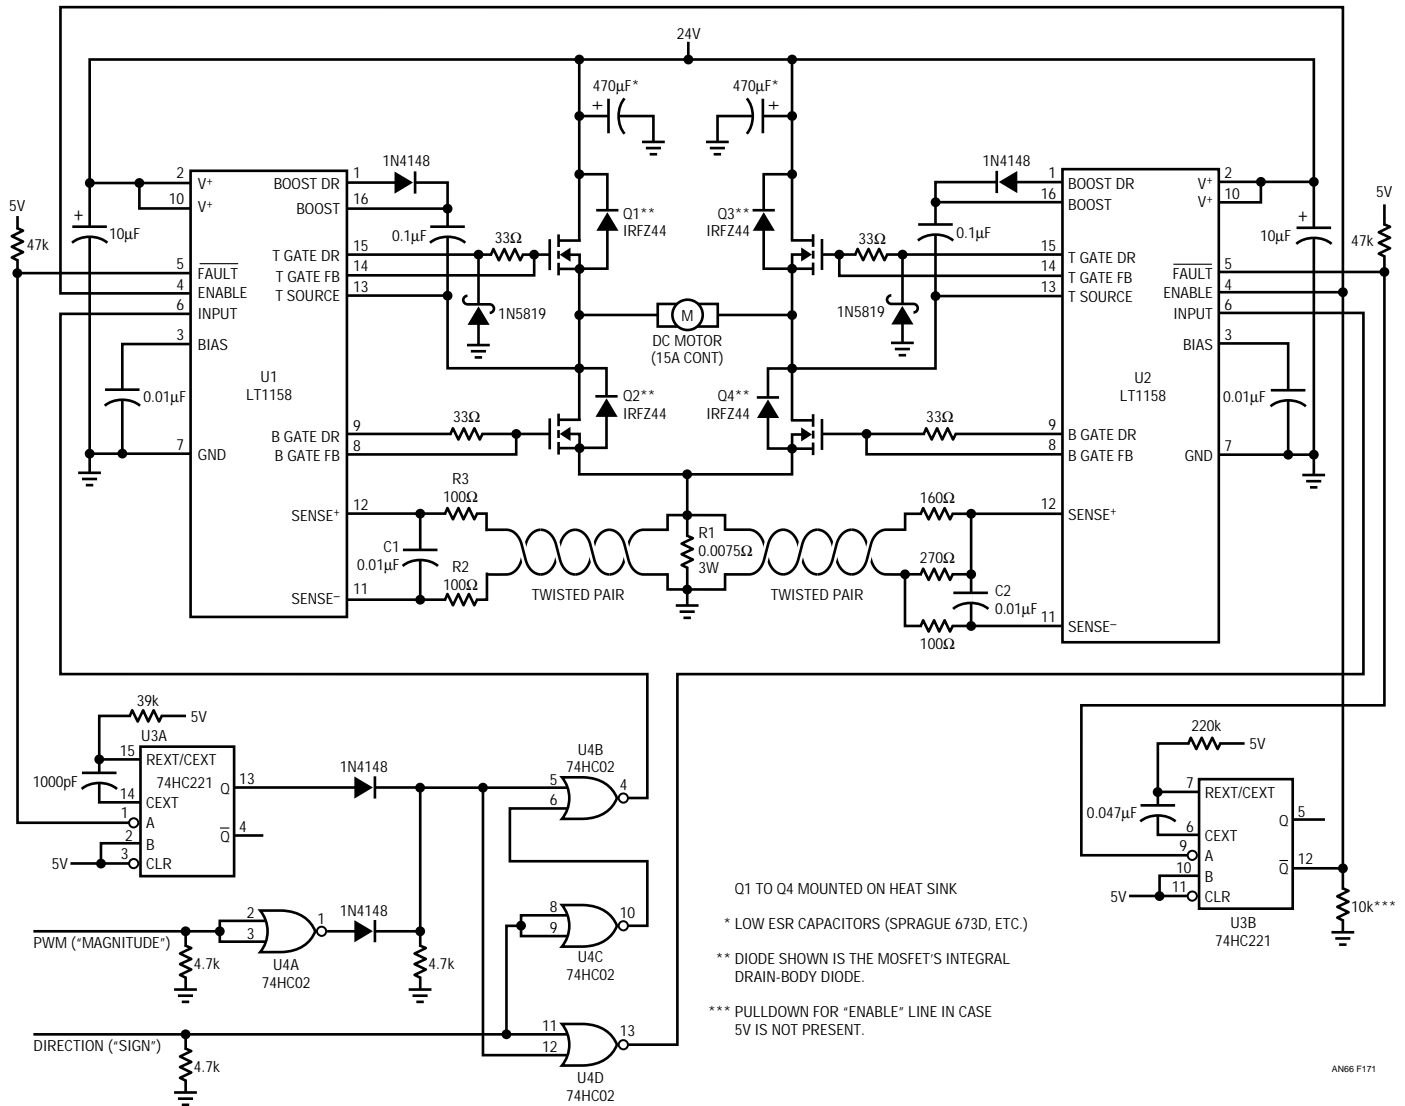 24V
470µF*
+
470µF*
+
1N4148
1N4148
2
V+
10
V+
BOOST DR
1
BOOST
16
1
BOOST DR
16
BOOST
V+
2
V+
10
5V
47k
+
10µF
0.1µF
33Ω
Q1**
IRFZ44
Q3**
IRFZ44
33Ω
0.1µF
+
10µF
5V
47k
T GATE DR
15
T GATE FB
14
T SOURCE
13
15
T GATE DR
14
T GATE FB
13
T SOURCE
5
FAULT
4
ENABLE
6
INPUT
3
BIAS
FAULT
5
ENABLE
4
INPUT
6
BIAS
3
1N5819
M
DC MOTOR
(15A CONT)
1N5819
U1
LT1158
U2
LT1158
0.01µF
0.01µF
33Ω
Q2**
IRFZ44
Q4**
IRFZ44
33Ω
B GATE DR
9
B GATE FB
8
9
B GATE DR
8
B GATE FB
7
GND
GND
7
SENSE+
12
R3
100Ω
C1
0.01µF
R2
100Ω
SENSE–
11
TWISTED PAIR
R1
0.0075Ω
3W
TWISTED PAIR
160Ω
12
SENSE+
270Ω
C2
0.01µF
100Ω
11
SENSE–
39k
5V
U3A
15
REXT/CEXT
1000pF
74HC221
Q
13
14
CEXT
1
A
Q
4
2
B
5V
3
CLR
1N4148
U4B
74HC02
5
6
4
220k
5V
7
REXT/CEXT
0.047µF
Q
5
6
CEXT
9
A
Q
12
10
B
5V
11
CLR
U3B
74HC221
10k***
PWM (“MAGNITUDE”)
4.7k
2
3
1
U4A
74HC02
1N4148
4.7k
8
9
10
U4C
74HC02
DIRECTION (“SIGN”)
4.7k
11
12
13
U4D
74HC02
Q1 TO Q4 MOUNTED ON HEAT SINK
* LOW ESR CAPACITORS (SPRAGUE 673D, ETC.)
** DIODE SHOWN IS THE MOSFET’S INTEGRAL
DRAIN-BODY DIODE.
*** PULLDOWN FOR “ENABLE” LINE IN CASE
5V IS NOT PRESENT.
AN66 F171